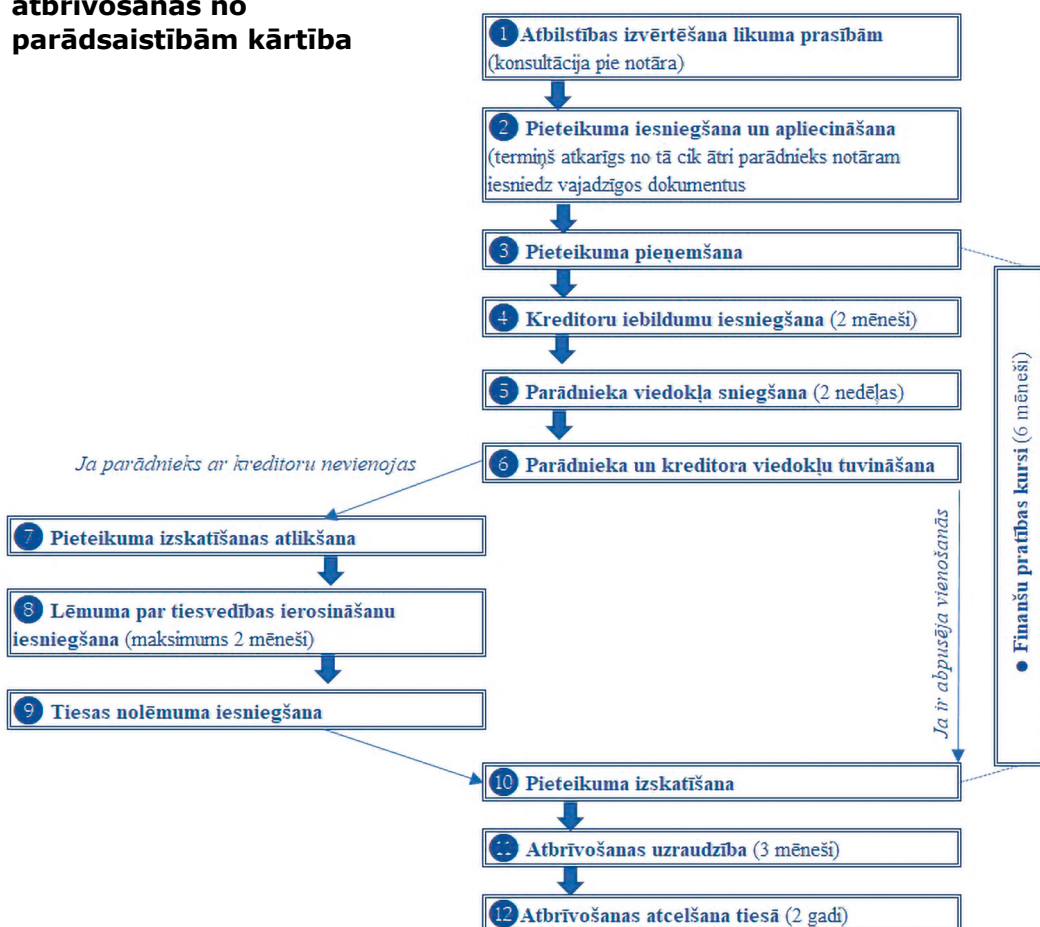 atbrīvošanas no
parādsaistībām kārtība
1 Atbilstības izvērtēšana likuma prasībām
(konsultācija pie notāra)
2 Pieteikuma iesniegšana un apliecināšana
(termiņš atkarīgs no tā cik ātri parādnieks notāram
iesniedz vajadzīgos dokumentus
3 Pieteikuma pieņemšana
4 Kreditoru iebildumu iesniegšana (2 mēneši)
5 Parādnieka viedokļa sniegšana (2 nedēļas)
Ja parādnieks ar kreditoru nevienojas
6 Parādnieka un kreditora viedokļu tuvināšana
7 Pieteikuma izskatīšanas atlikšana
8 Lēmuma par tiesvedības ierosināšanu
iesniegšana (maksimums 2 mēneši)
9 Tiesas nolēmuma iesniegšana
Ja ir abpusēja vienošanās
● Finanšu pratības kursi (6 mēneši)
10 Pieteikuma izskatīšana
11 Atbrīvošanas uzraudzība (3 mēneši)
12 Atbrīvošanas atcelšana tiesā (2 gadi)